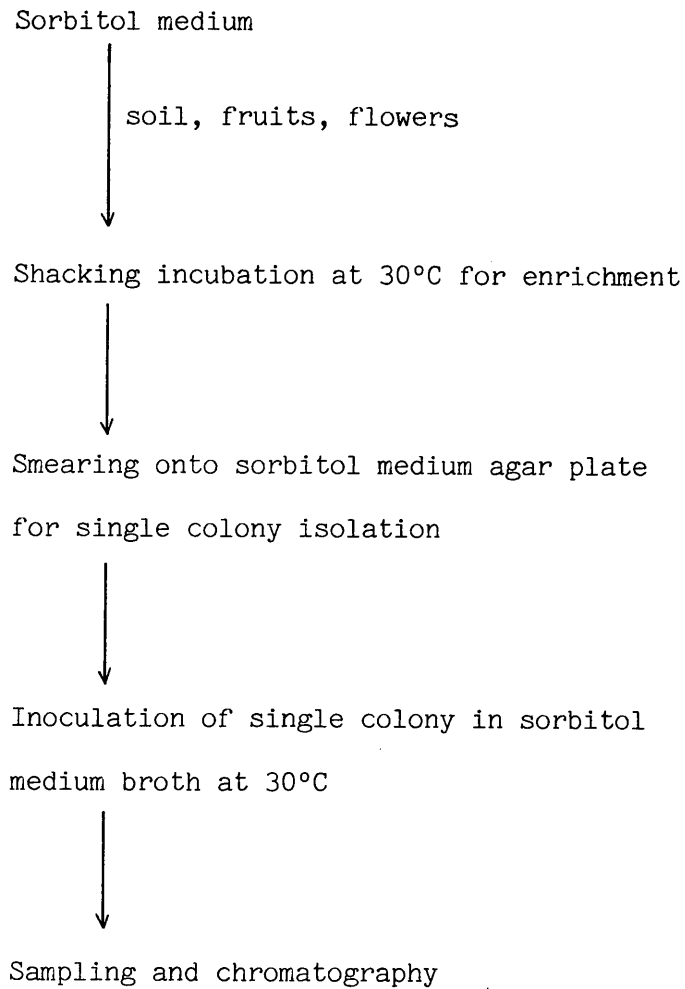 Sorbitol medium
soil, fruits, flowers
Shacking incubation at 30°C for enrichment
Smearing onto sorbitol medium agar plate
for single colony isolation
Inoculation of single colony in sorbitol
medium broth at 30°C
Sampling and chromatography